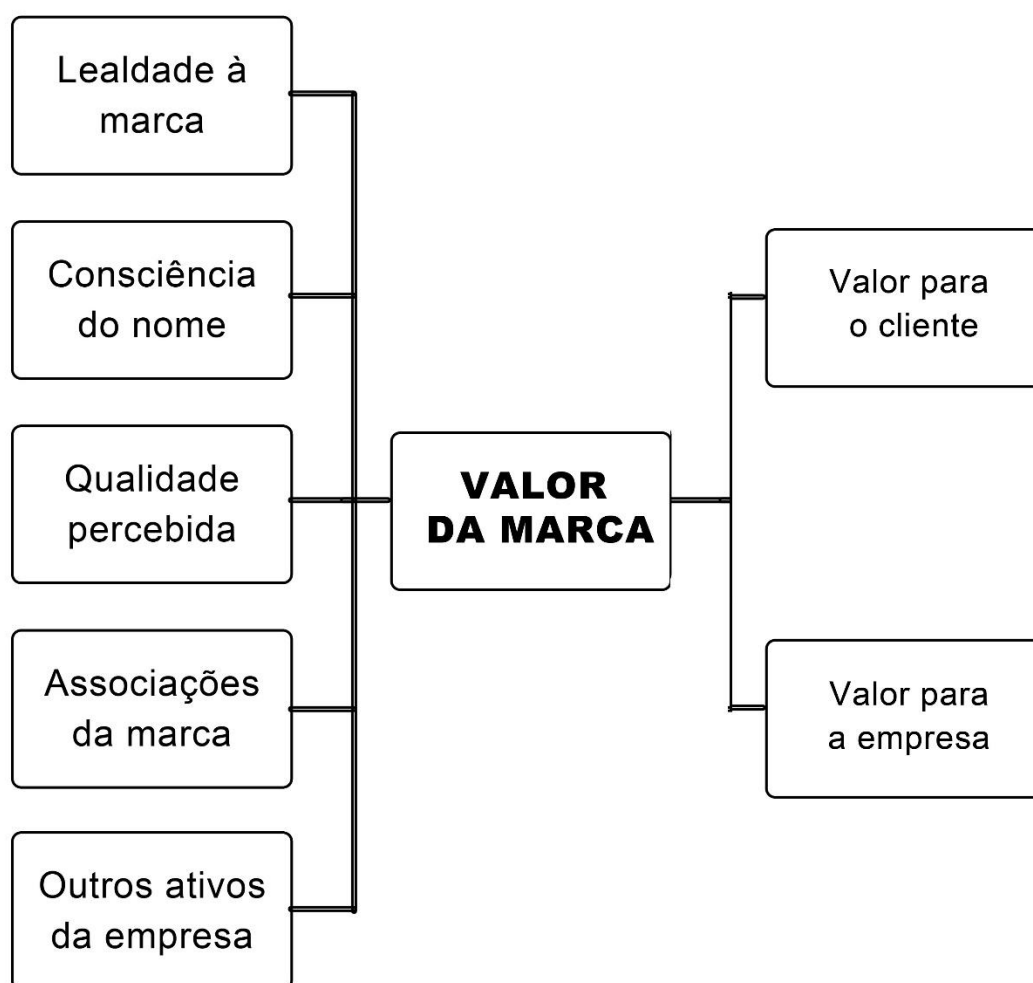 Lealdade à
marca
Consciência
do nome
Qualidade
percebida
Associações
da marca
Outros ativos
da empresa
VALOR
DA MARCA
Valor para
o cliente
Valor para
a empresa